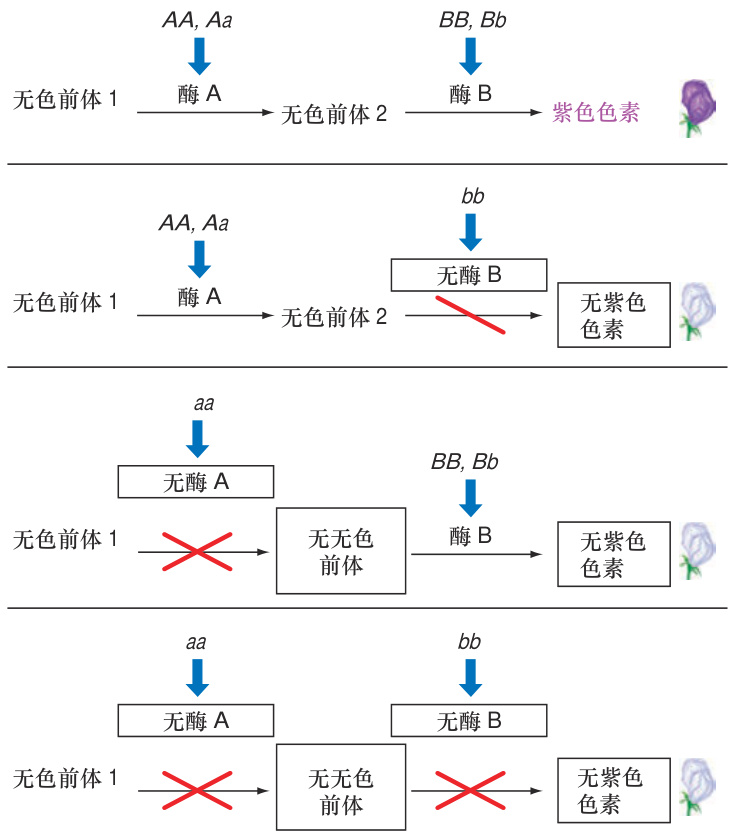 AA, Aa
BB, Bb
无色前体 1
酶 A
无色前体 2
酶 B
紫色色素
AA, Aa
bb
无色前体 1
酶 A
无色前体 2
无酶 B
无紫色
色素
aa
无酶 A
BB, Bb
无色前体 1
无无色
前体
酶 B
无紫色
色素
aa
bb
无酶 A
无酶 B
无色前体 1
无无色
前体
无紫色
色素